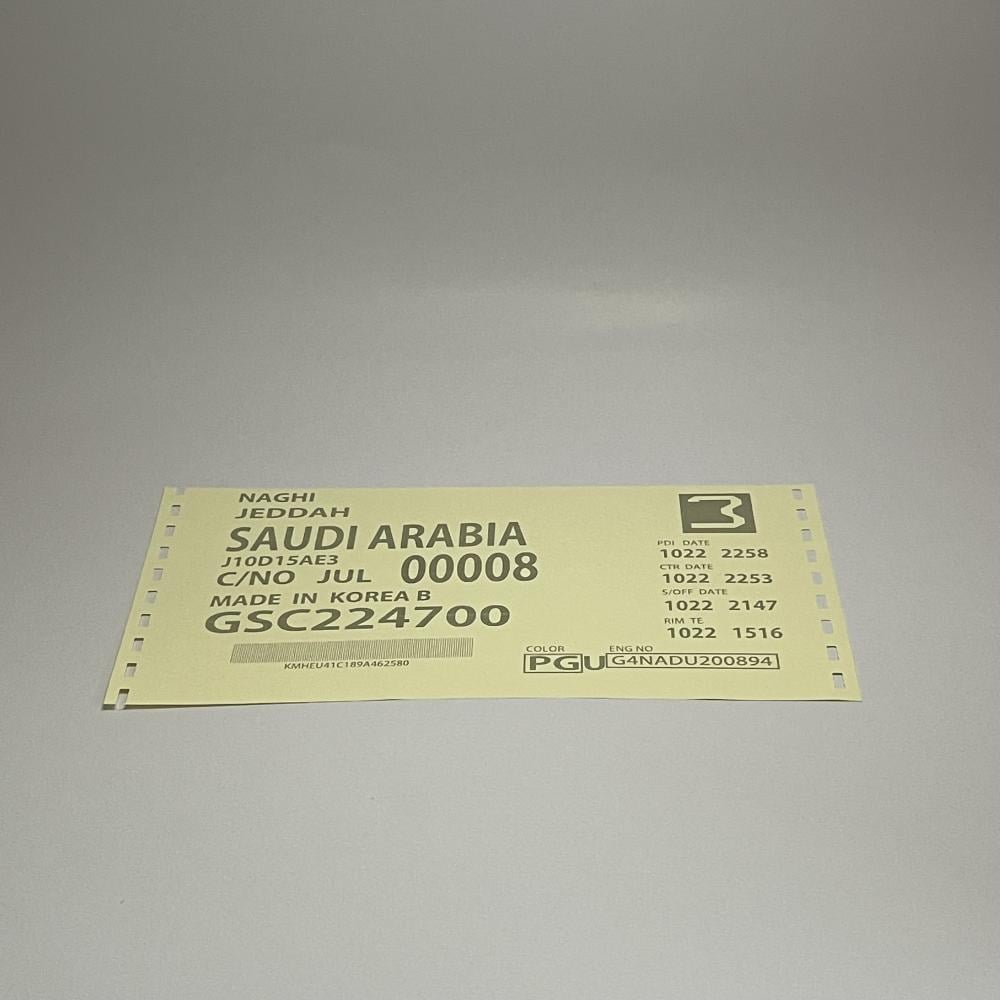 NAGHI
JEDDAH
SAUDI ARABIA
J10D15AE3
C/NO JUL 00008
MADE IN KOREA B
GSC224700
KMHEU41C189A462580
3
PDI DATE
1022 2258
CTR DATE
1022 2253
S/OFF DATE
1022 2147
RIM TE
1022 1516
COLOR ENG NO
PGU G4NADU200894